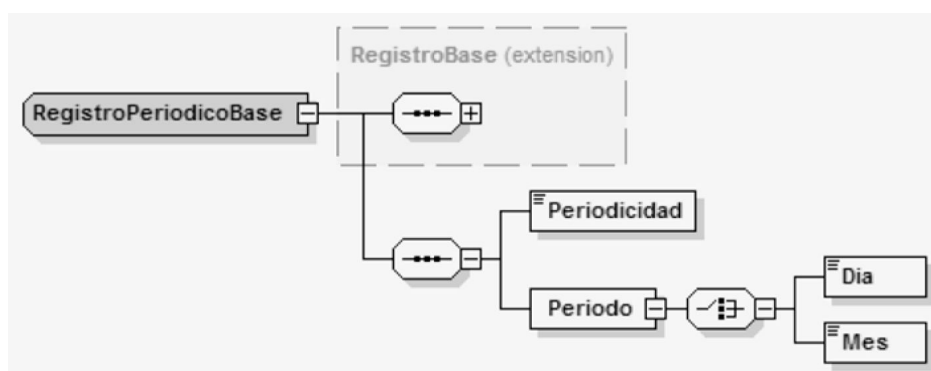 RegistroBase (extension)
RegistroPeriodicoBase
Periodicidad
Periodo
Dia
Mes